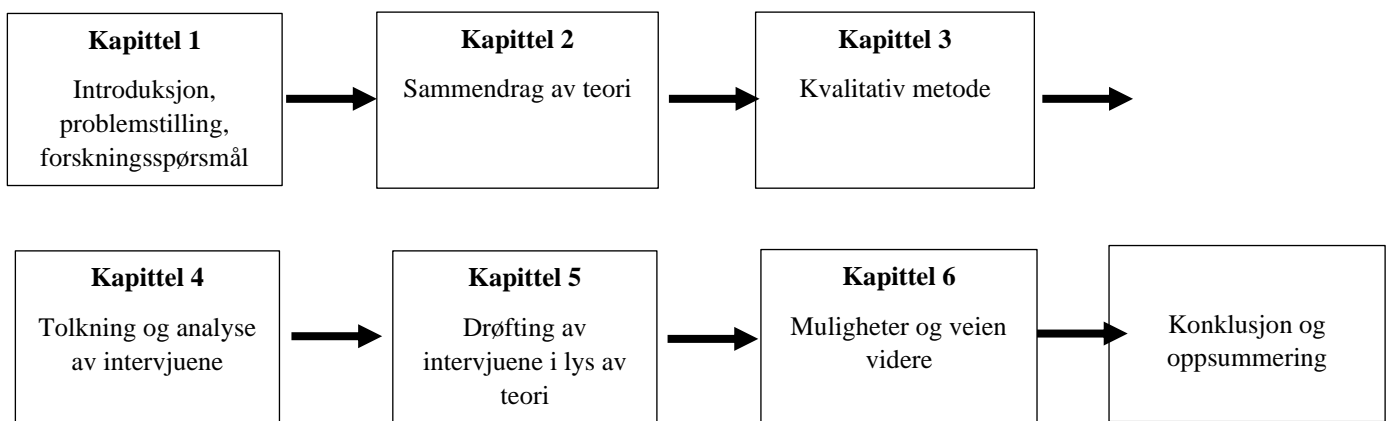 Kapittel 1
Introduksjon,
problemstilling,
forskningsspørsmål
Kapittel 2
Sammendrag av teori
Kapittel 3
Kvalitativ metode
Kapittel 4
Tolkning og analyse
av intervjuene
Kapittel 5
Drøfting av
intervjuene i lys av
teori
Kapittel 6
Muligheter og veien
videre
Konklusjon og
oppsummering